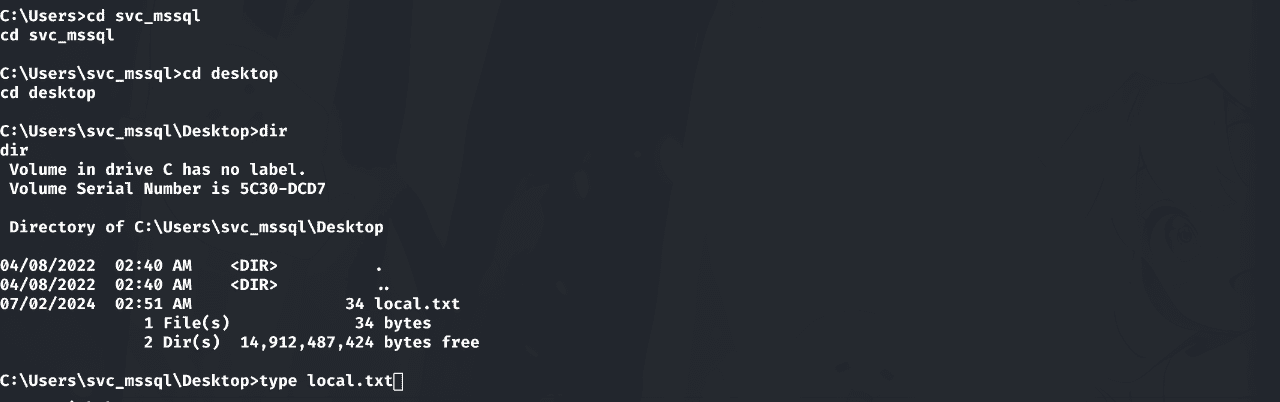 C:\Users>cd svc_mssql
cd svc_mssql
C:\Users\svc_mssql>cd desktop
cd desktop
C:\Users\svc_mssql\Desktop>dir
dir
 Volume in drive C has no label.
 Volume Serial Number is 5C30-DCD7
 Directory of C:\Users\svc_mssql\Desktop
04/08/2022  02:40 AM    <DIR>          .
04/08/2022  02:40 AM    <DIR>          ..
07/02/2024  02:51 AM                34 local.txt
               1 File(s)             34 bytes
               2 Dir(s)  14,912,487,424 bytes free
C:\Users\svc_mssql\Desktop>type local.txt